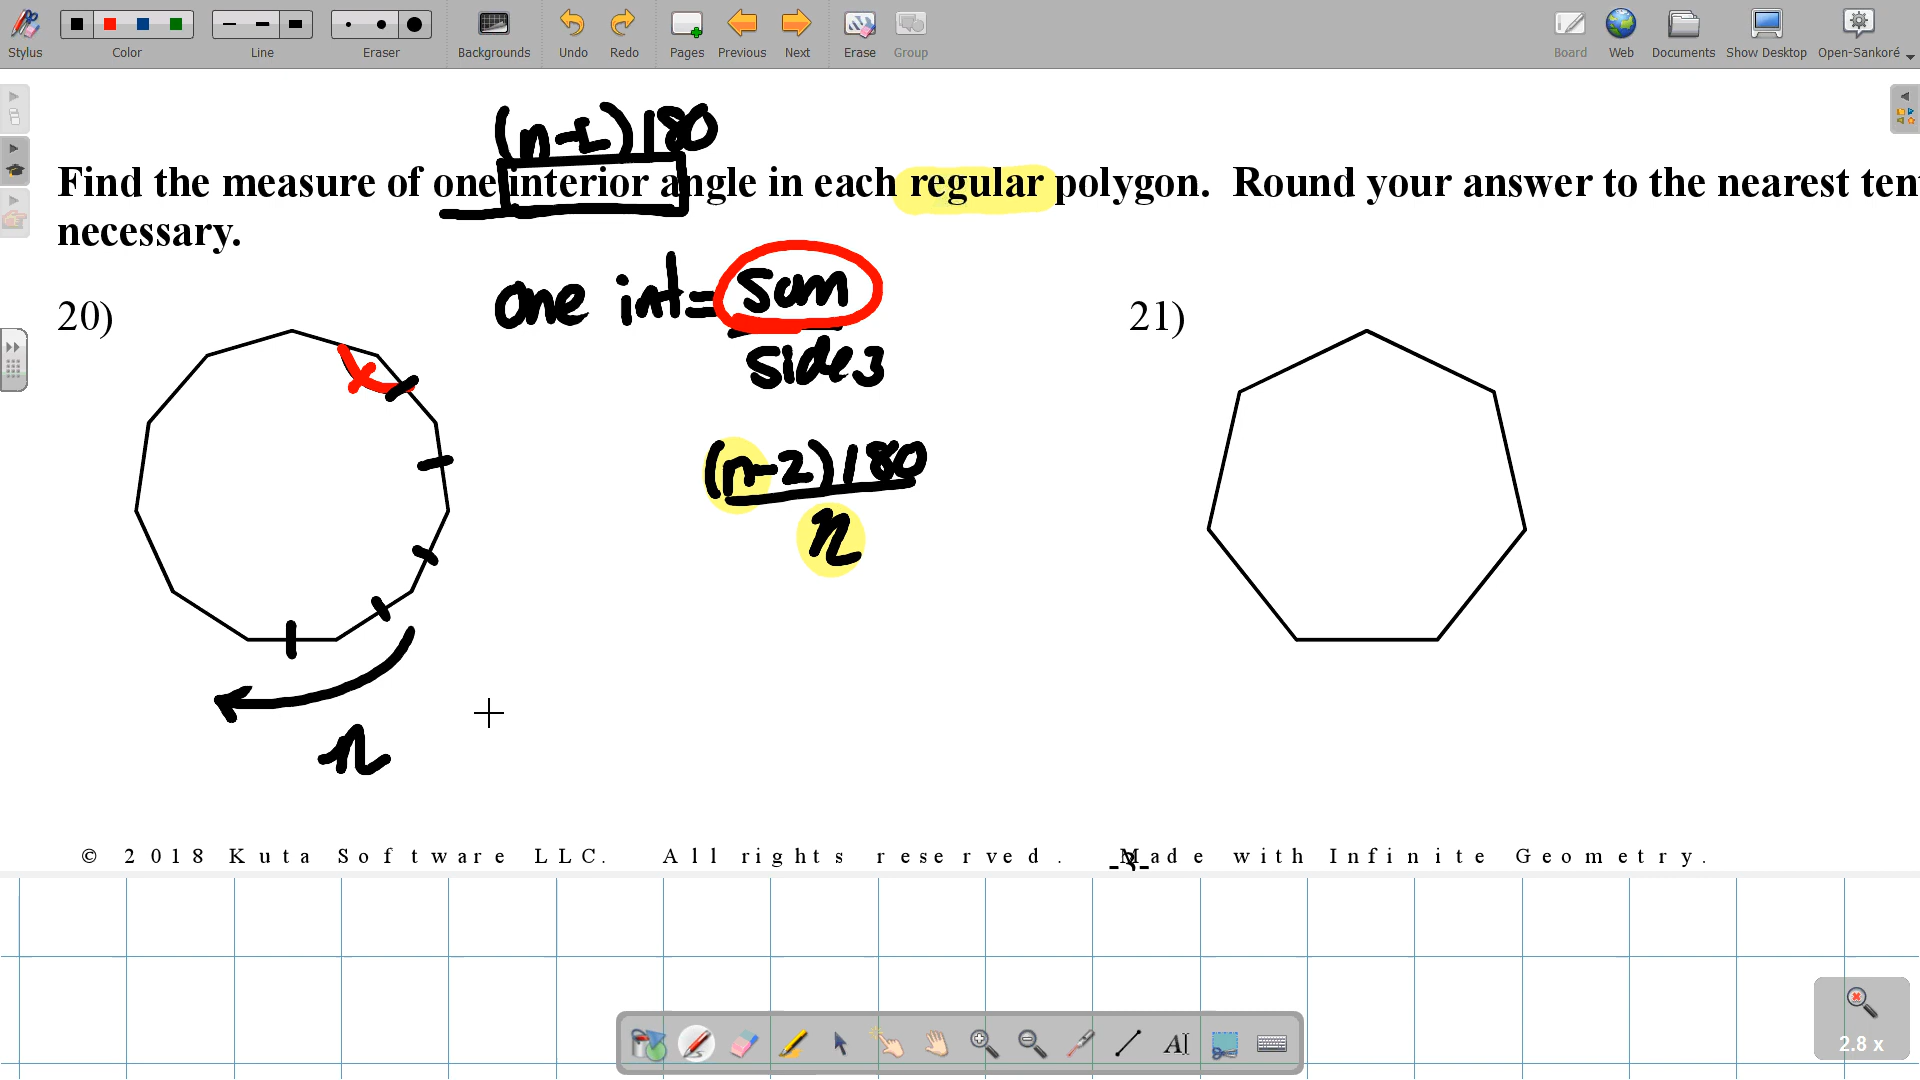 Stylus Color Line Eraser Backgrounds Undo Redo Pages Previous Next Erase Group Board Web Documents Show Desktop Open-Sankoré
(n-2)180
Find the measure of one interior angle in each regular polygon. Round your answer to the nearest ten
necessary.
one int = sum
sides
20)
21)
x
(n-2)180
n
n
© 2018 Kuta Software LLC. All rights reserved. Made with Infinite Geometry.
AI
2.8 x